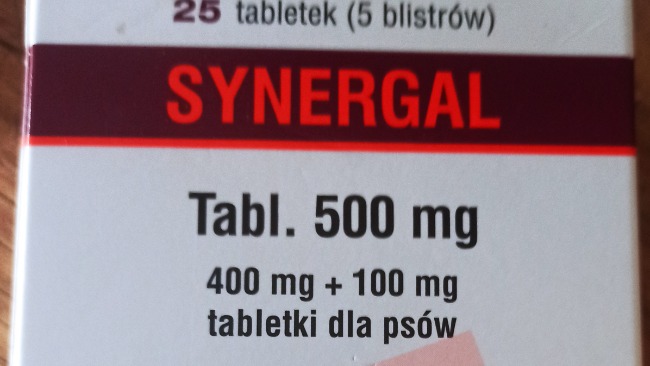 25 tabletek (5 blistrów)
SYNERGAL
Tabl. 500 mg
400 mg + 100 mg
tabletki dla psów